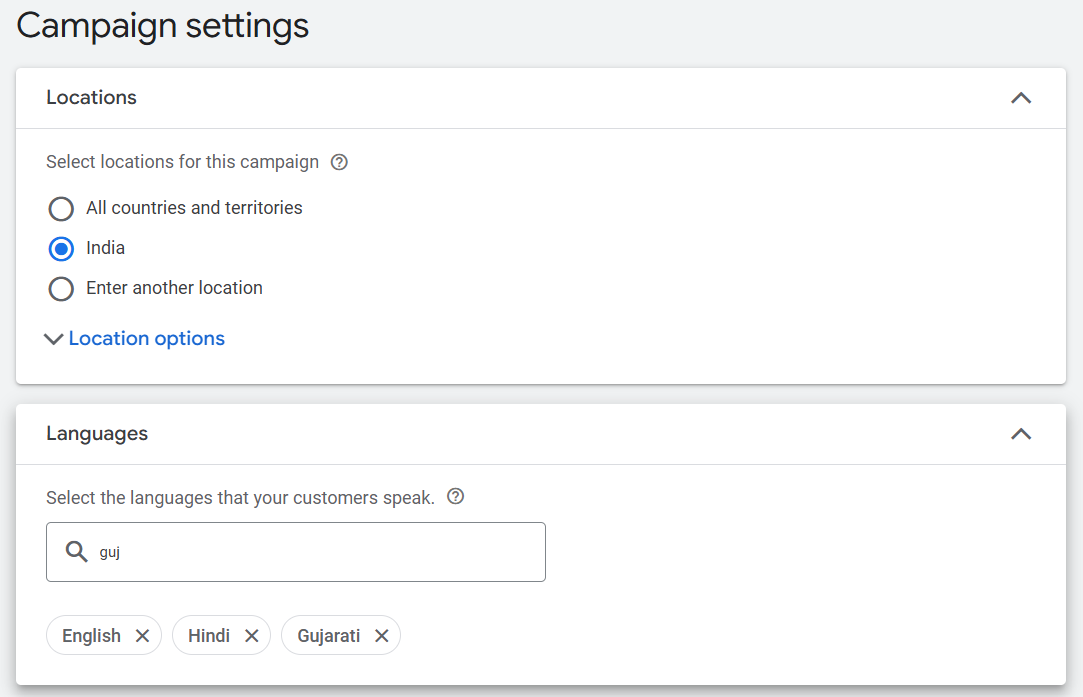 Campaign settings
Locations
Select locations for this campaign
All countries and territories
India
Enter another location
Location options
Languages
Select the languages that your customers speak.
guj
English Hindi Gujarati